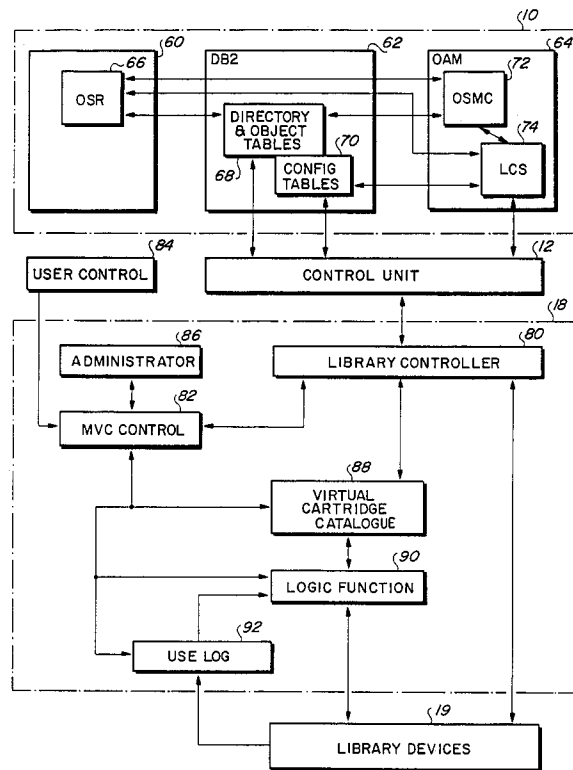 10
60
62
64
66
OSR
DB2
DIRECTORY
& OBJECT
TABLES
68
70
CONFIG
TABLES
OAM
72
OSMC
74
LCS
84
USER CONTROL
12
CONTROL UNIT
18
86
ADMINISTRATOR
80
LIBRARY CONTROLLER
82
MVC CONTROL
88
VIRTUAL
CARTRIDGE
CATALOGUE
90
LOGIC FUNCTION
92
USE LOG
19
LIBRARY DEVICES